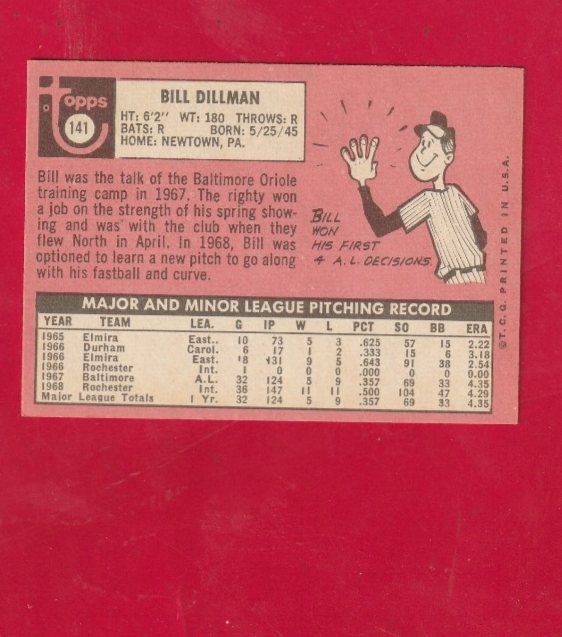 topps
141
BILL DILLMAN
HT: 6'2" WT: 180 THROWS: R
BATS: R BORN: 5/25/45
HOME: NEWTOWN, PA.
Bill was the talk of the Baltimore Oriole
training camp in 1967. The righty won
a job on the strength of his spring show-
ing and was with the club when they
flew North in April. In 1968, Bill was
optioned to learn a new pitch to go along
with his fastball and curve.
BILL
WON
HIS FIRST
4 A.L. DECISIONS.
©T.C.G. PRINTED IN U.S.A.
MAJOR AND MINOR LEAGUE PITCHING RECORD
YEAR TEAM LEA. G IP W L PCT SO BB ERA
1965 Elmira East.. 10 73 5 3 .625 57 15 2.22
1966 Durham Carol. 6 17 1 2 .333 15 6 3.18
1966 Elmira East.. 18 131 9 5 .643 91 38 2.54
1966 Rochester Int. 1 0 0 0 .000 0 0 0.00
1967 Baltimore A.L. 32 124 5 9 .357 69 33 4.35
1968 Rochester Int. 36 147 11 11 .500 104 47 4.29
Major League Totals 1 Yr. 32 124 5 9 .357 69 33 4.35